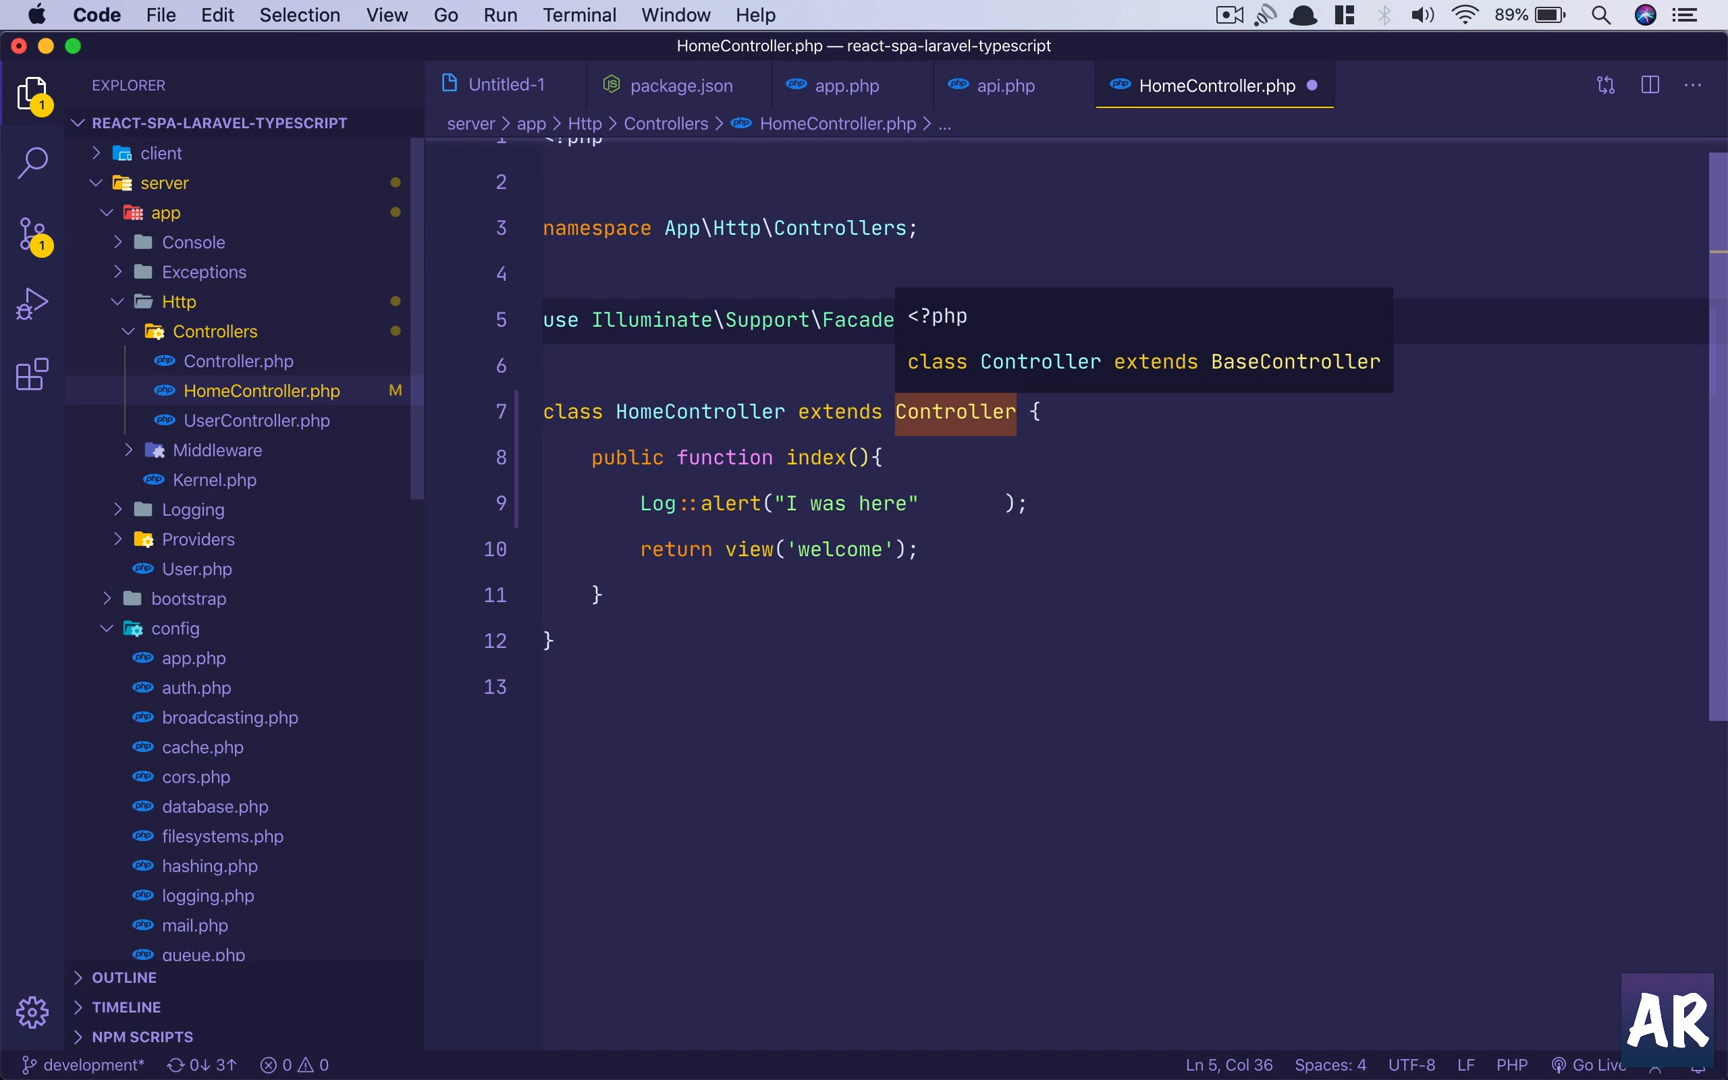 Code File Edit Selection View Go Run Terminal Window Help 89%
HomeController.php — react-spa-laravel-typescript
EXPLORER
Untitled-1 package.json app.php api.php HomeController.php
REACT-SPA-LARAVEL-TYPESCRIPT
server > app > Http > Controllers > HomeController.php > ...
client
server
app
Console
Exceptions
Http
Controllers
Controller.php
HomeController.php M
UserController.php
Middleware
Kernel.php
Logging
Providers
User.php
bootstrap
config
app.php
auth.php
broadcasting.php
cache.php
cors.php
database.php
filesystems.php
hashing.php
logging.php
mail.php
queue.php
OUTLINE
TIMELINE
NPM SCRIPTS
1 <?php
2
3 namespace App\Http\Controllers;
4
5 use Illuminate\Support\Facade
<?php
class Controller extends BaseController
6
7 class HomeController extends Controller {
8 public function index(){
9 Log::alert("I was here" );
10 return view('welcome');
11 }
12 }
13
1
1
AR
development* 0↓ 3↑ 0 0 Ln 5, Col 36 Spaces: 4 UTF-8 LF PHP Go Live